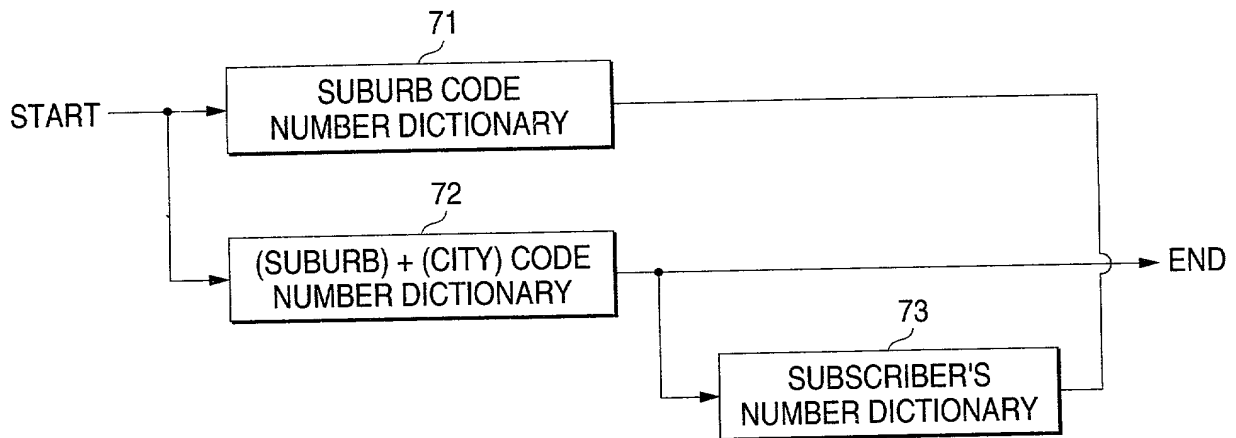 71
START
SUBURB CODE
NUMBER DICTIONARY
72
(SUBURB) + (CITY) CODE
NUMBER DICTIONARY
END
73
SUBSCRIBER'S
NUMBER DICTIONARY